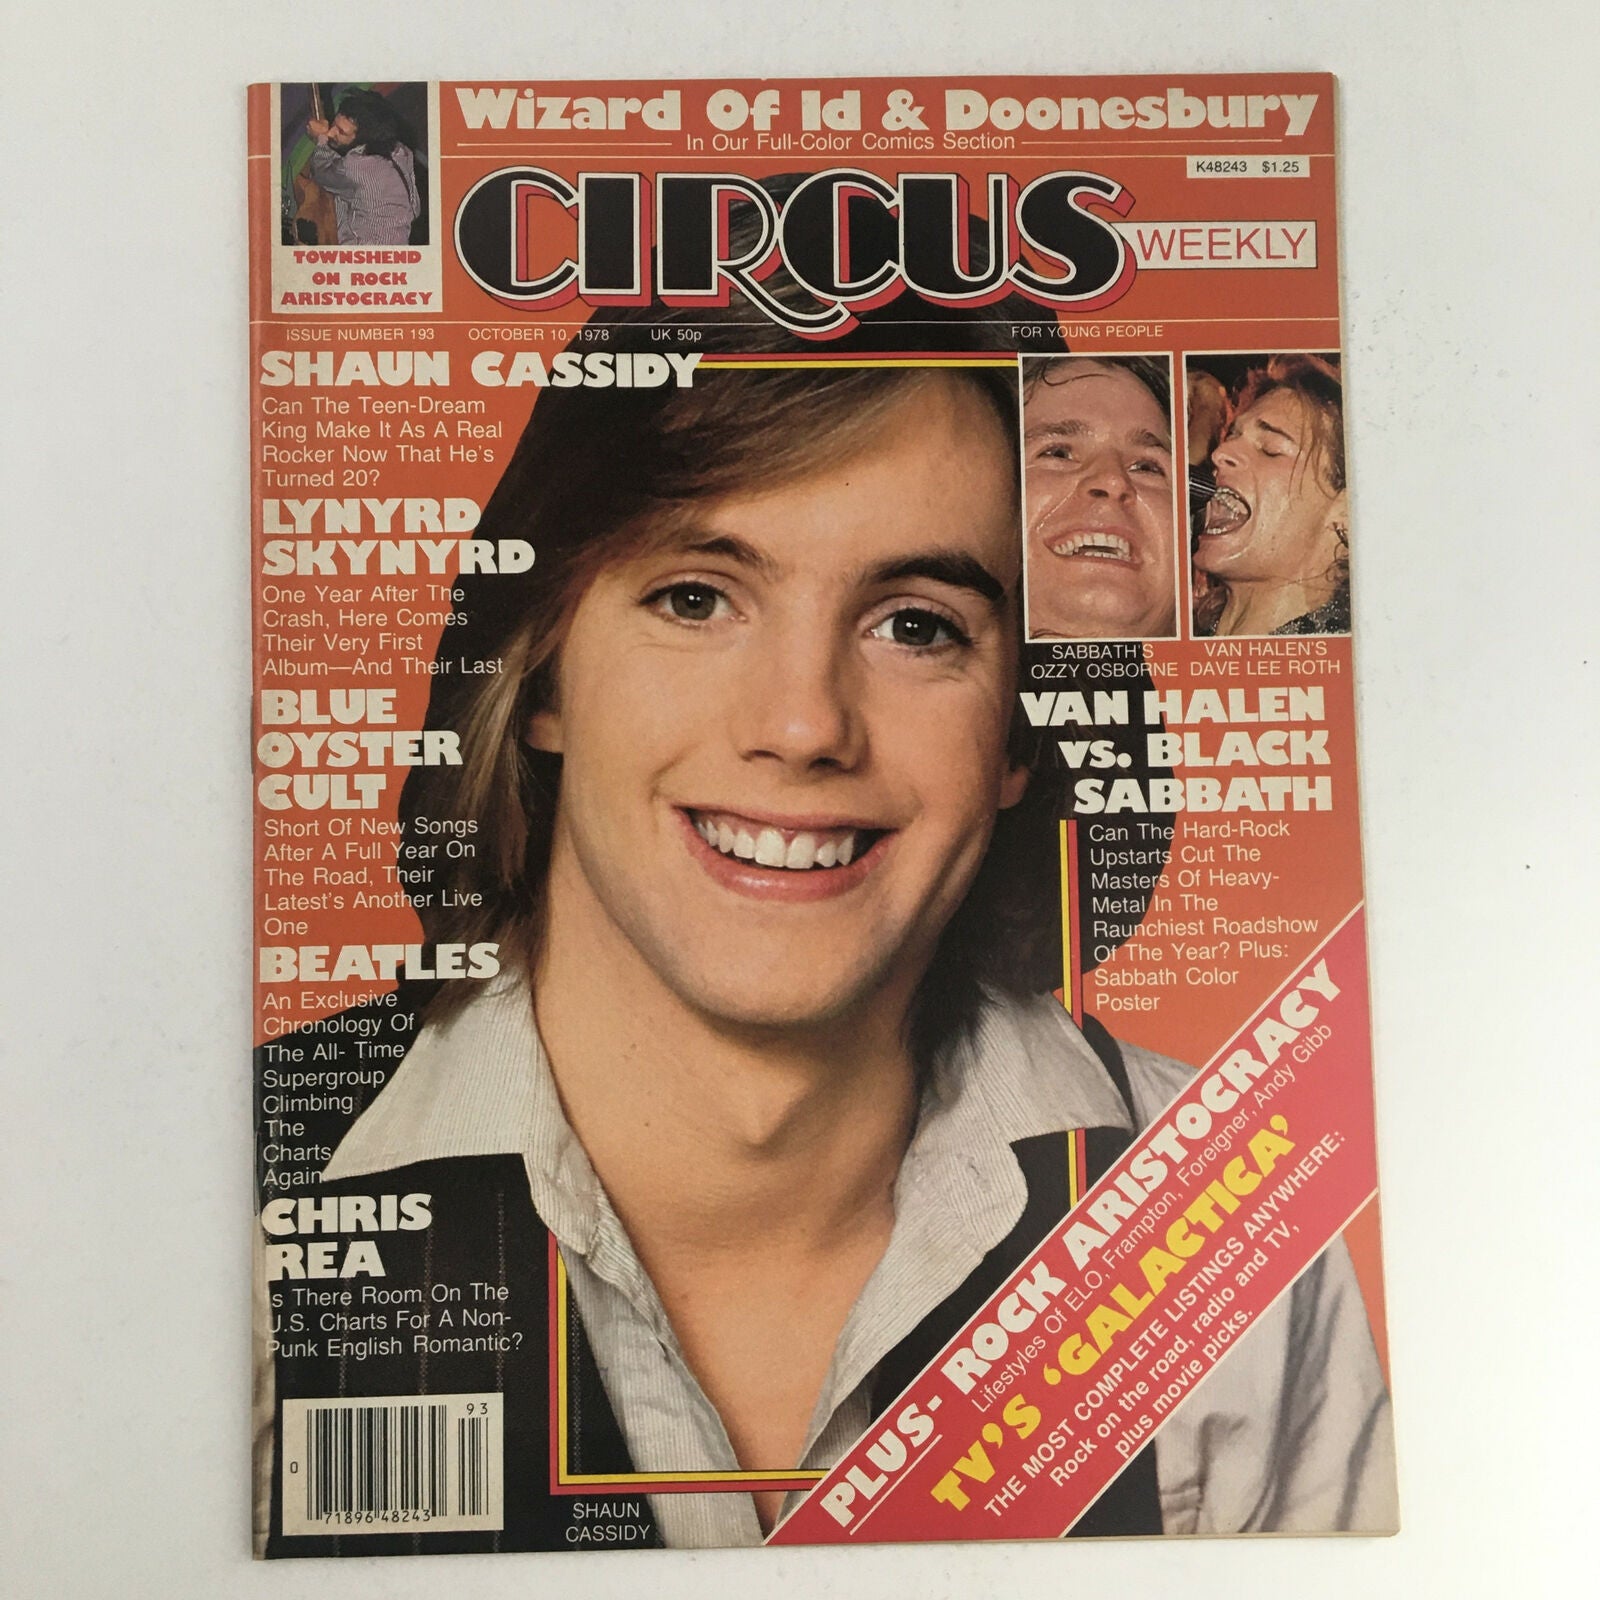 Wizard Of Id & Doonesbury
In Our Full-Color Comics Section
K48243 $1.25
CIRCUS
WEEKLY
TOWNSHEND
ON ROCK
ARISTOCRACY
ISSUE NUMBER 193 OCTOBER 10, 1978 UK 50p FOR YOUNG PEOPLE
SHAUN CASSIDY
Can The Teen-Dream
King Make It As A Real
Rocker Now That He's
Turned 20?
LYNYRD
SKYNYRD
One Year After The
Crash, Here Comes
Their Very First
Album—And Their Last
BLUE
OYSTER
CULT
Short Of New Songs
After A Full Year On
The Road, Their
Latest's Another Live
One
BEATLES
An Exclusive
Chronology Of
The All- Time
Supergroup
Climbing
The
Charts
Again
CHRIS
REA
Is There Room On The
U.S. Charts For A Non-
Punk English Romantic?
SABBATH'S
OZZY OSBORNE
VAN HALEN'S
DAVE LEE ROTH
VAN HALEN
VS. BLACK
SABBATH
Can The Hard-Rock
Upstarts Cut The
Masters Of Heavy-
Metal In The
Raunchiest Roadshow
Of The Year? Plus:
Sabbath Color
Poster
PLUS- ROCK ARISTOCRACY
Lifestyles Of ELO, Frampton, Foreigner, Andy Gibb
TV'S 'GALACTICA'
THE MOST COMPLETE LISTINGS ANYWHERE:
Rock on the road, radio and TV,
plus movie picks.
SHAUN
CASSIDY
93
0
71896 48243